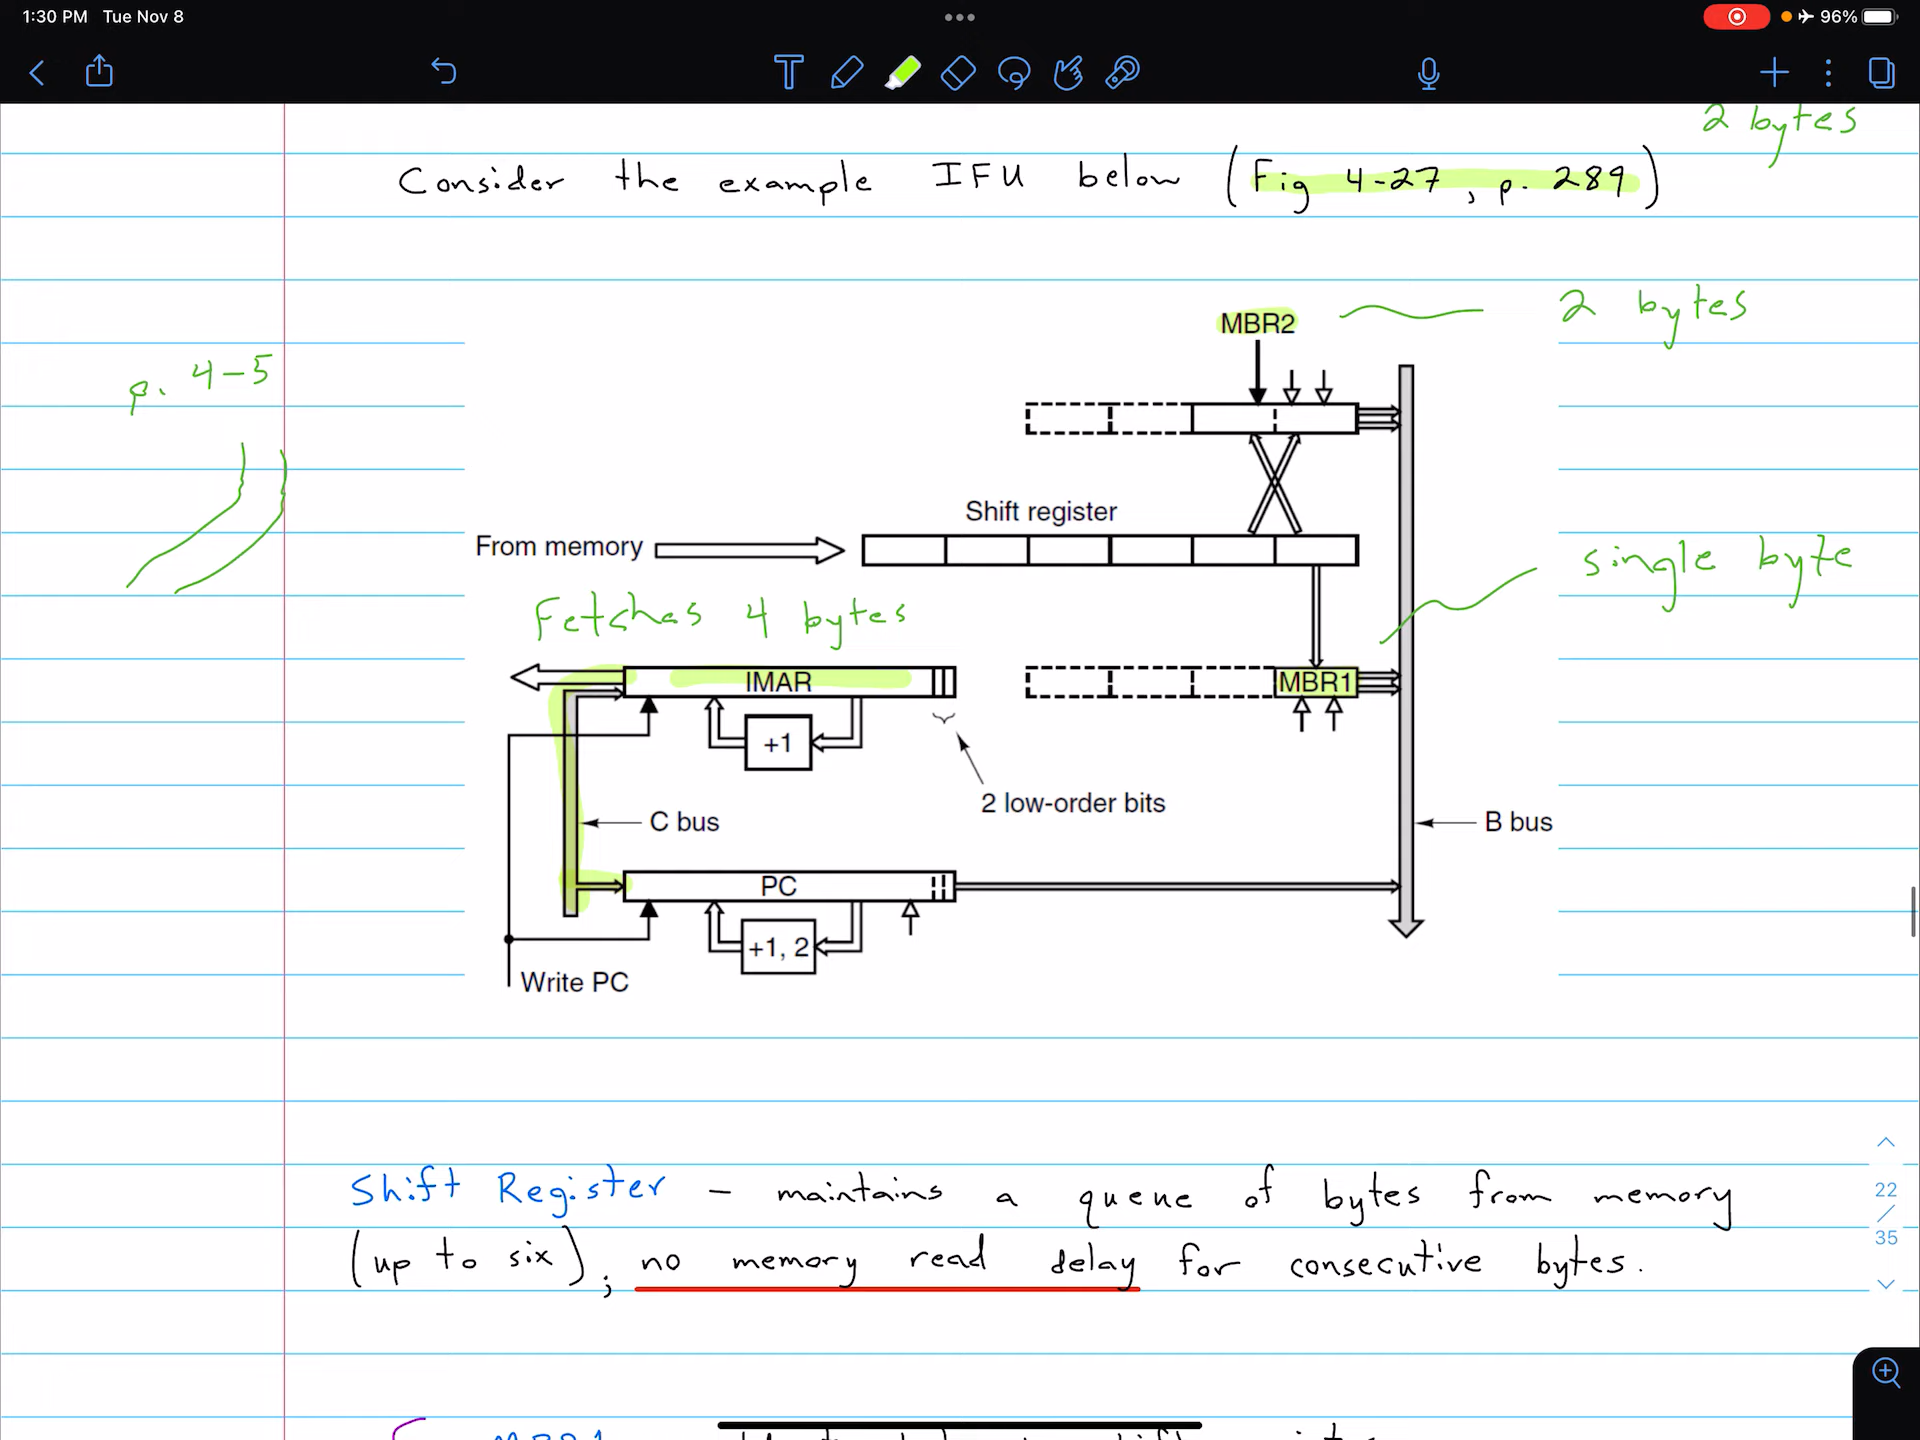 1:30 PM Tue Nov 8
96%
2 bytes
Consider the example IFU below (Fig 4-27, p. 289)
MBR2
2 bytes
p. 4-5
Shift register
From memory
single byte
Fetches 4 bytes
IMAR
MBR1
+1
2 low-order bits
C bus
B bus
PC
+1, 2
Write PC
Shift Register - maintains a queue of bytes from memory
22
/
35
(up to six); no memory read delay for consecutive bytes.
MBR1